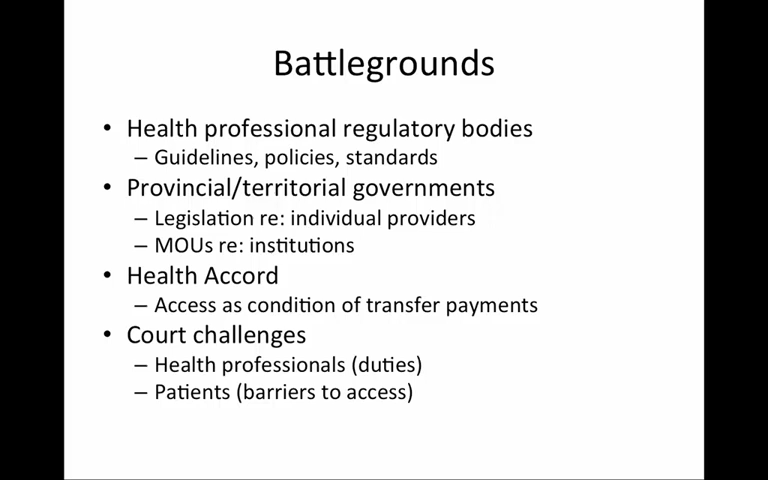 Battlegrounds
• Health professional regulatory bodies
– Guidelines, policies, standards
• Provincial/territorial governments
– Legislation re: individual providers
– MOUs re: institutions
• Health Accord
– Access as condition of transfer payments
• Court challenges
– Health professionals (duties)
– Patients (barriers to access)